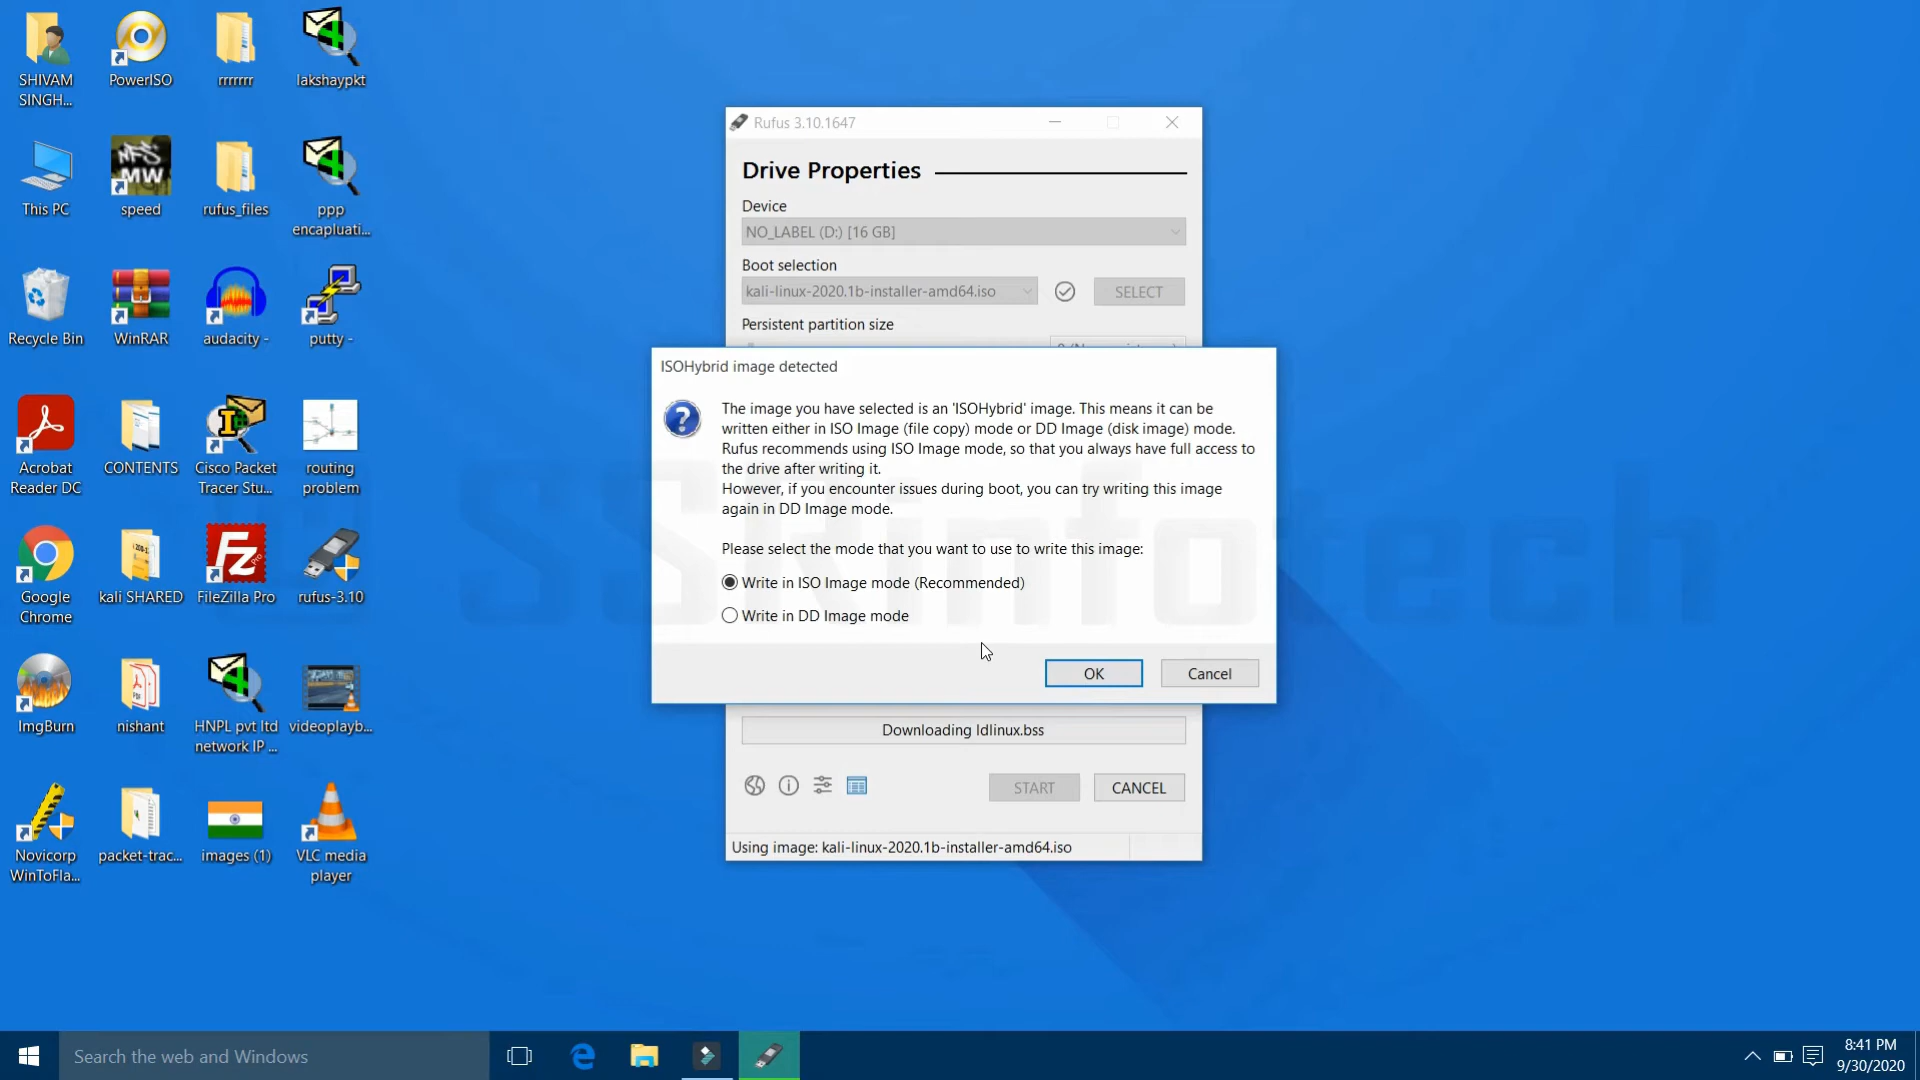 SHIVAM
SINGH...
PowerISO
rrrrrrr
lakshaypkt
This PC
NFS
MW
speed
rufus_files
ppp
encapluati...
Recycle Bin
WinRAR
audacity -
putty -
Acrobat
Reader DC
CONTENTS
Cisco Packet
Tracer Stu...
routing
problem
Google
Chrome
kali SHARED
Fz
Pro
FileZilla Pro
rufus-3.10
ImgBurn
PDF
nishant
HNPL pvt ltd
network IP ...
videoplayb...
Novicorp
WinToFla...
packet-trac...
images (1)
VLC media
player
Rufus 3.10.1647
Drive Properties
Device
NO_LABEL (D:) [16 GB]
Boot selection
kali-linux-2020.1b-installer-amd64.iso
SELECT
Persistent partition size
ISOHybrid image detected
The image you have selected is an 'ISOHybrid' image. This means it can be
written either in ISO Image (file copy) mode or DD Image (disk image) mode.
Rufus recommends using ISO Image mode, so that you always have full access to
the drive after writing it.
However, if you encounter issues during boot, you can try writing this image
again in DD Image mode.
Please select the mode that you want to use to write this image:
Write in ISO Image mode (Recommended)
Write in DD Image mode
OK
Cancel
@ SSRinfotech
Downloading ldlinux.bss
START
CANCEL
Using image: kali-linux-2020.1b-installer-amd64.iso
Search the web and Windows
8:41 PM
9/30/2020